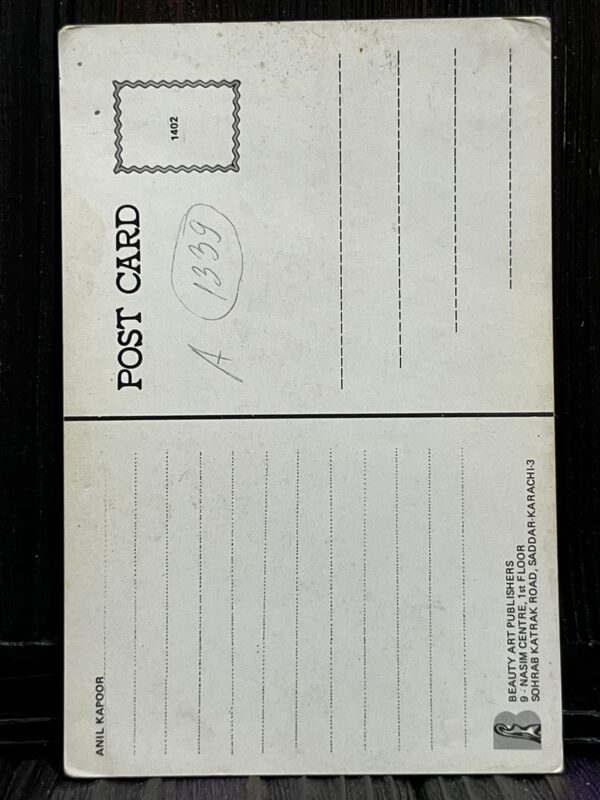 ANIL KAPOOR
BEAUTY ART PUBLISHERS
9 - NASIM CENTRE, 1st FLOOR
SOHRAB KATRAK ROAD, SADDAR-KARACHI-3
POST CARD
1402
A 1339